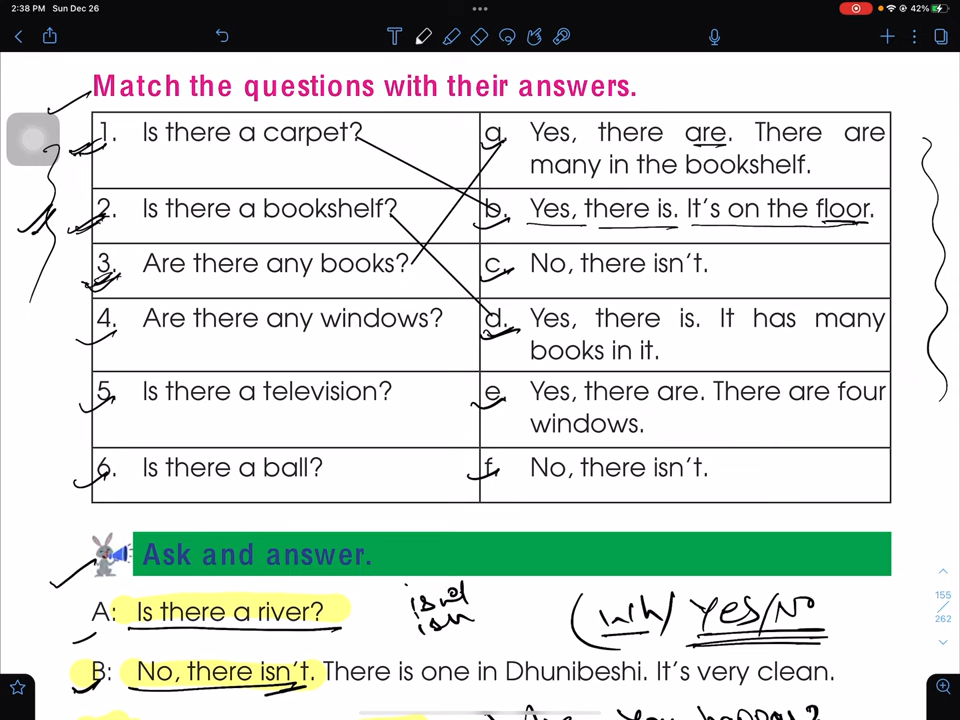 2:38 PM Sun Dec 26
42%
Match the questions with their answers.
1. Is there a carpet?
a. Yes, there are. There are
many in the bookshelf.
2. Is there a bookshelf?
b. Yes, there is. It's on the floor.
3. Are there any books?
c. No, there isn't.
4. Are there any windows?
d. Yes, there is. It has many
books in it.
5. Is there a television?
e. Yes, there are. There are four
windows.
6. Is there a ball?
f. No, there isn't.
Ask and answer.
A: Is there a river?
(Wh) Yes/No
B: No, there isn't. There is one in Dhunibeshi. It's very clean.
155
262